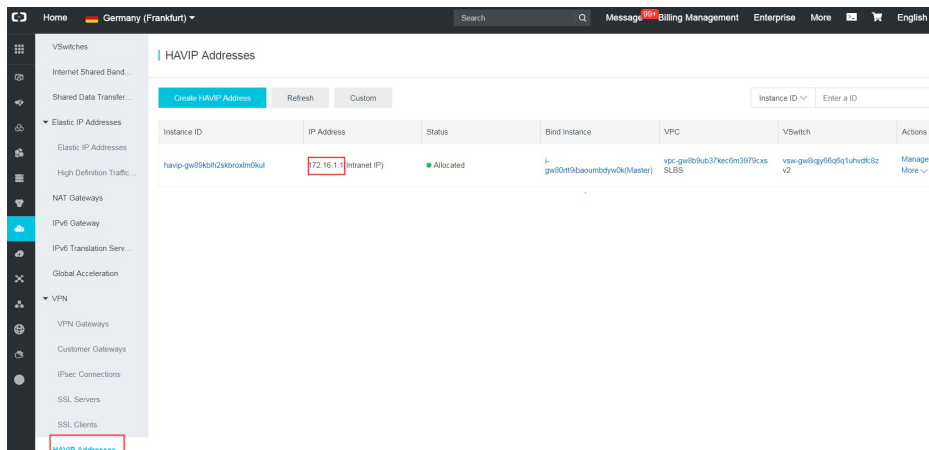 Home Germany (Frankfurt) Search Message 99+ Billing Management Enterprise More English
VSwitches
Internet Shared Band...
Shared Data Transfer...
Elastic IP Addresses
Elastic IP Addresses
High Definition Traffic...
NAT Gateways
IPv6 Gateway
IPv6 Translation Serv...
Global Acceleration
VPN
VPN Gateways
Customer Gateways
IPsec Connections
SSL Servers
SSL Clients
HAVIP Addresses
HAVIP Addresses
Create HAVIP Address Refresh Custom Instance ID Enter a ID
Instance ID IP Address Status Bind Instance VPC VSwitch Actions
havip-gw89kblh2skbroxlm0kul 172.16.1.1 Intranet IP) Allocated i- vpc-gw8b9ub37kec6m3979cxs vsw-gw8iqjy66q6q1uhvdfc8z Manage
gw80rtt9ibaoumbdyw0k(Master) SLBS v2 More